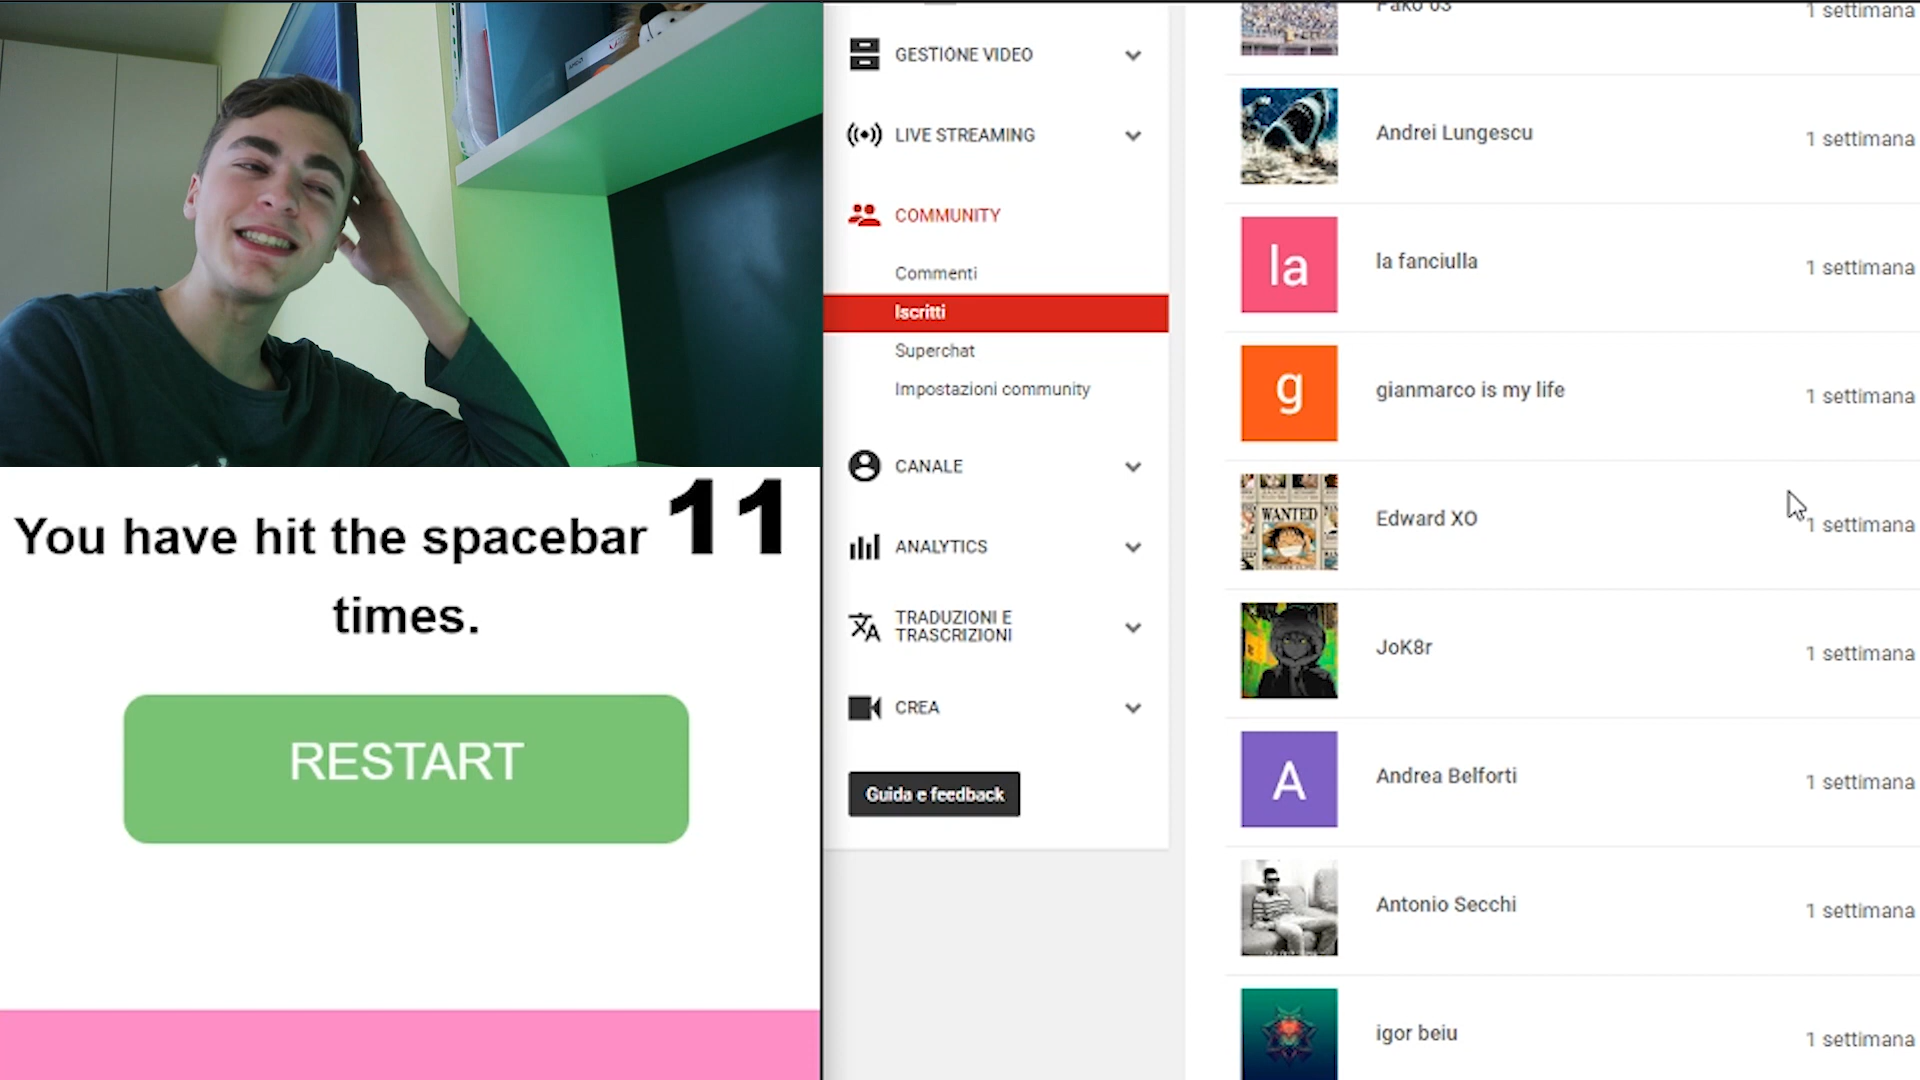 You have hit the spacebar 11
times.
RESTART
GESTIONE VIDEO
LIVE STREAMING
COMMUNITY
Commenti
Iscritti
Superchat
Impostazioni community
CANALE
ANALYTICS
TRADUZIONI E
TRASCRIZIONI
CREA
Guida e feedback
Pako 03
1 settimana
Andrei Lungescu
1 settimana
la
la fanciulla
1 settimana
g
gianmarco is my life
1 settimana
WANTED
Edward XO
1 settimana
JoK8r
1 settimana
A
Andrea Belforti
1 settimana
Antonio Secchi
1 settimana
igor beiu
1 settimana